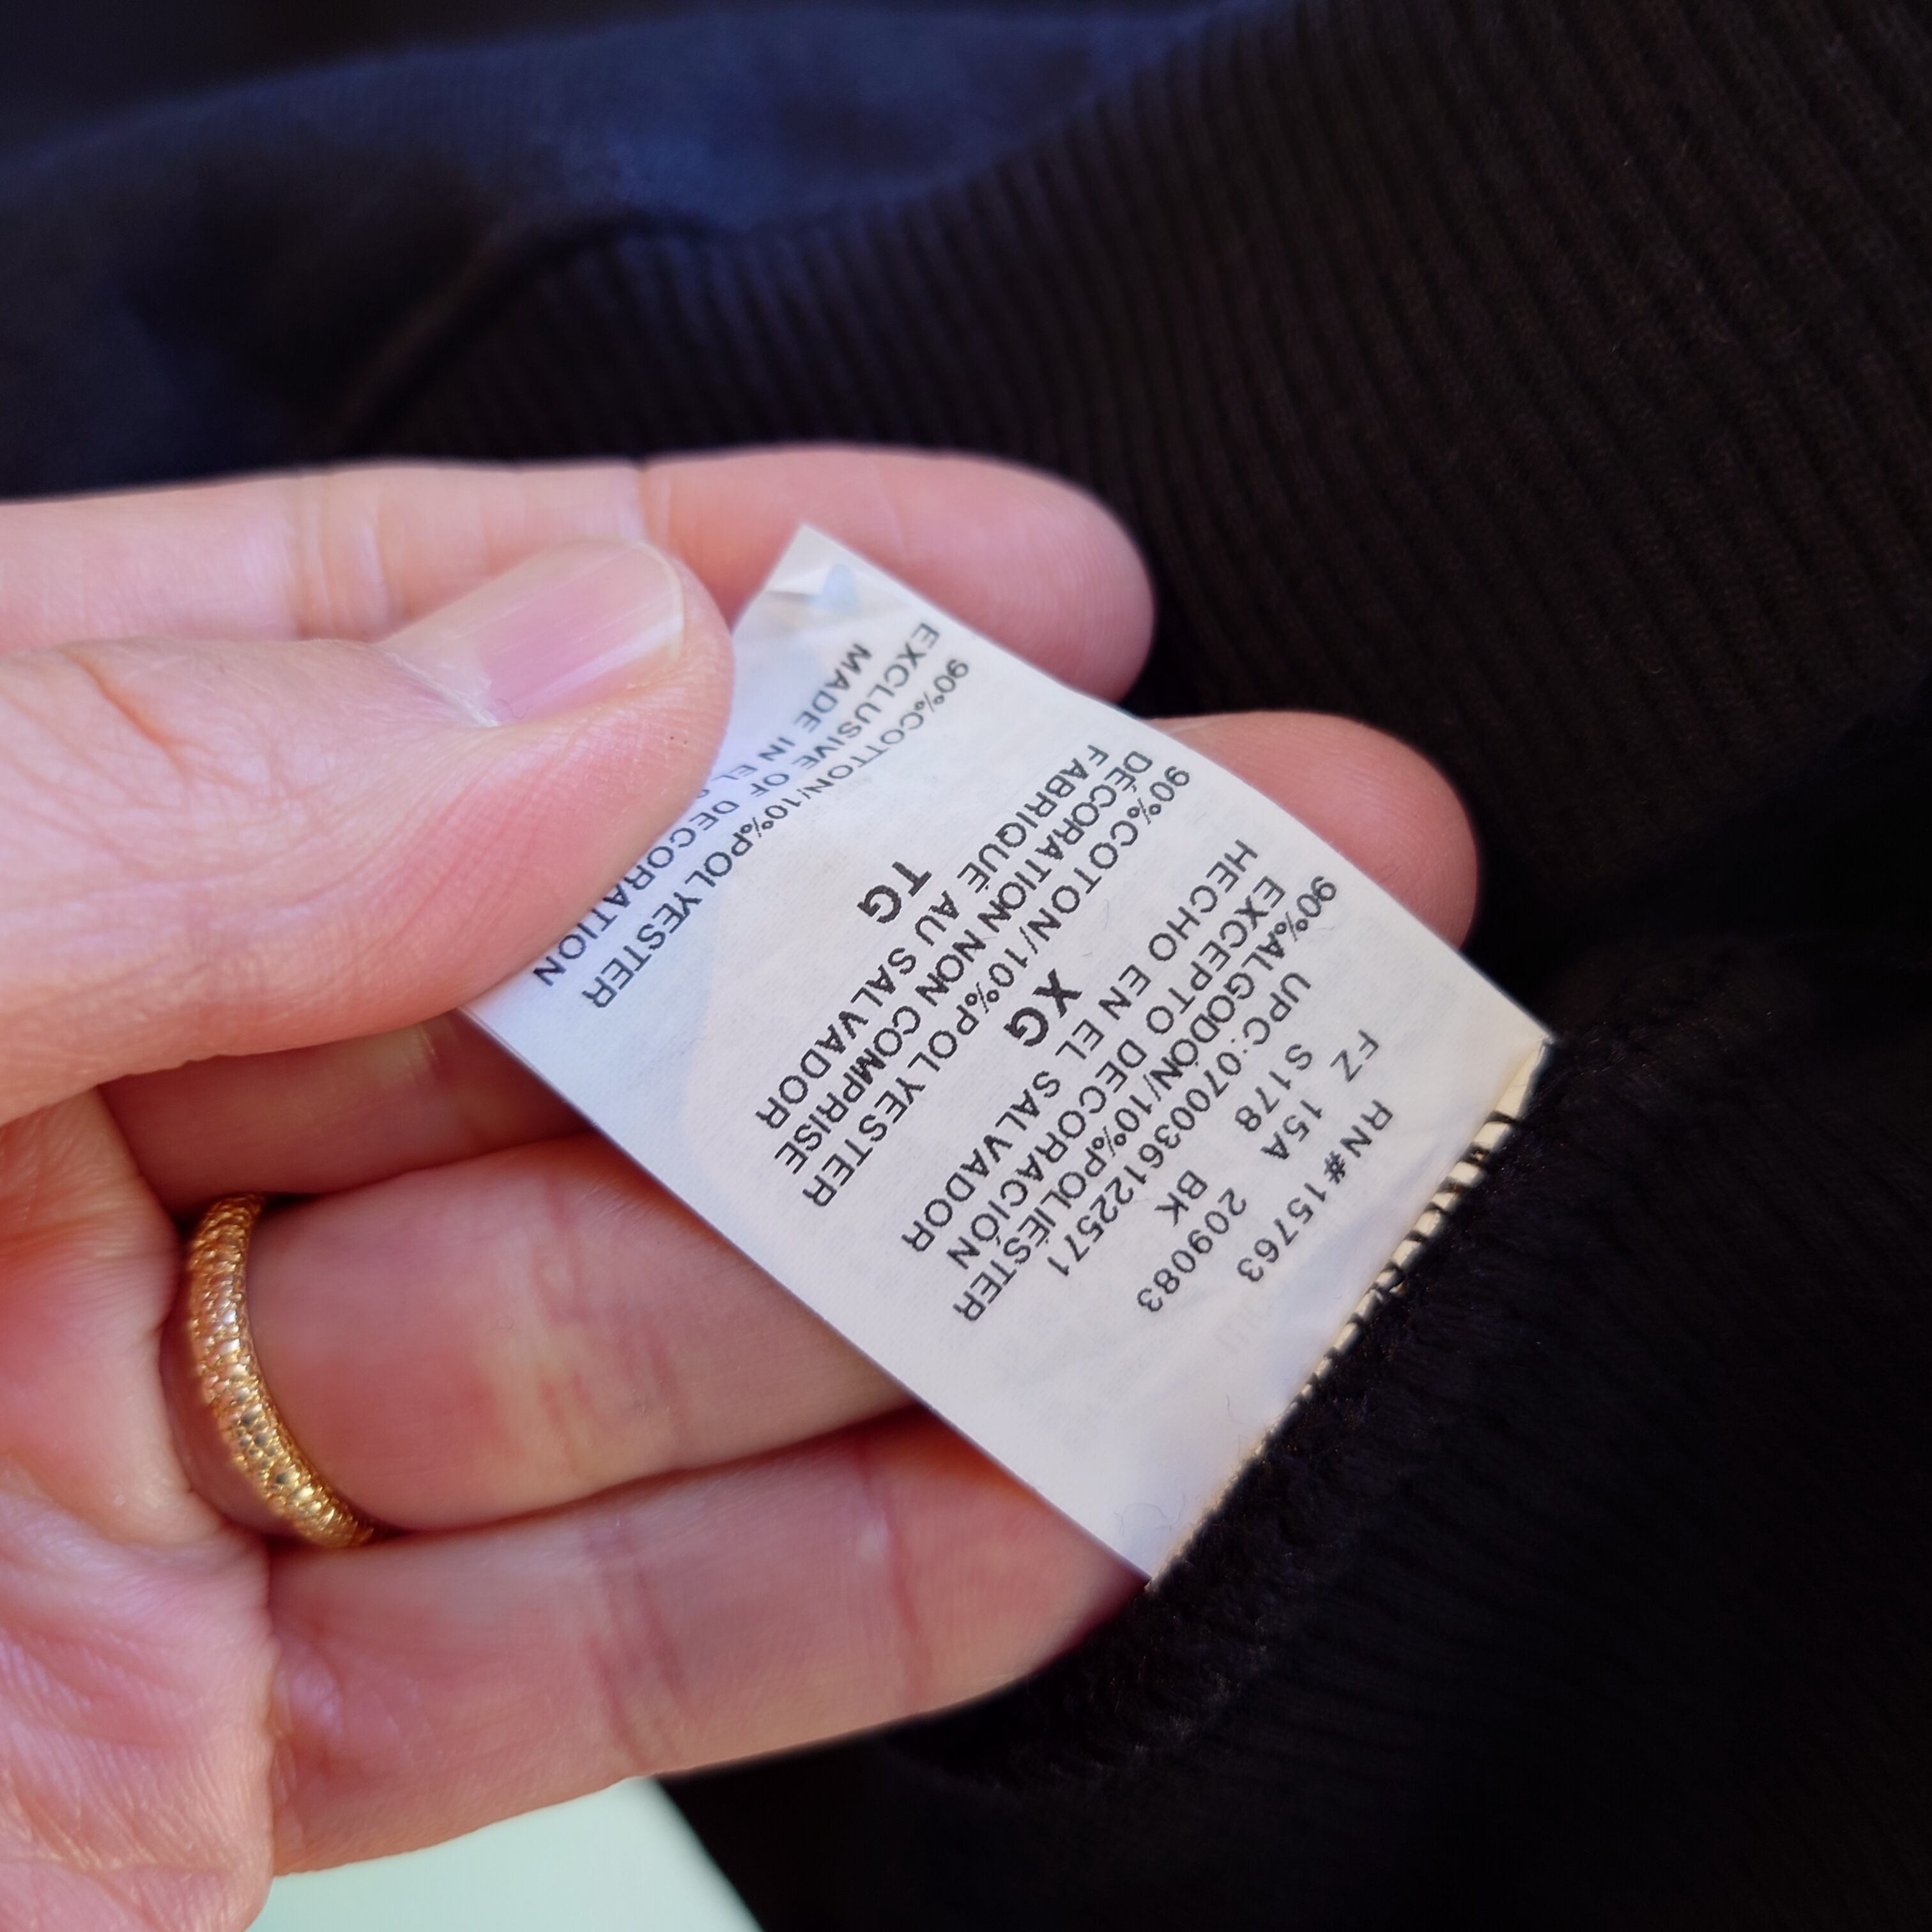 RN#15763
FZ 15A 209083
S178 BK
UPC:070036122571
90%ALGODÓN/10%POLIÉSTER
EXCEPTO DECORACIÓN
HECHO EN EL SALVADOR
XG
90%COTON/10%POLYESTER
DÉCORATION NON COMPRISE
FABRIQUÉ AU SALVADOR
TG
90%COTTON/10%POLYESTER
EXCLUSIVE OF DECORATION
MADE IN EL